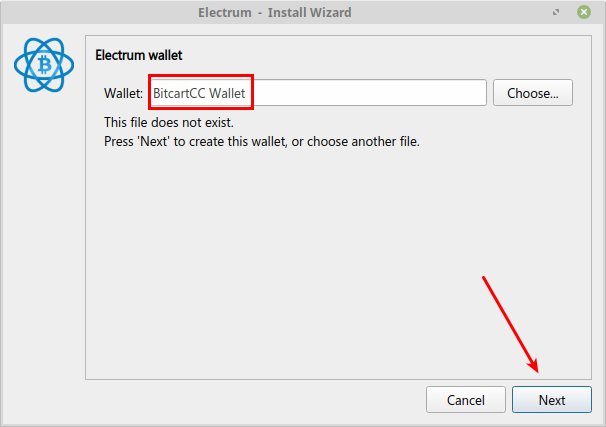 Electrum - Install Wizard
Electrum wallet
Wallet: BitcartCC Wallet Choose...
This file does not exist.
Press 'Next' to create this wallet, or choose another file.
Cancel Next